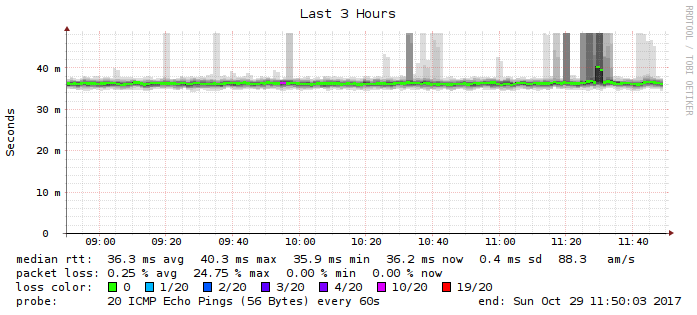 Last 3 Hours
RRDTOOL / TOBI OETIKER
Seconds
40 m
30 m
20 m
10 m
0
09:00 09:20 09:40 10:00 10:20 10:40 11:00 11:20 11:40
median rtt: 36.3 ms avg 40.3 ms max 35.9 ms min 36.2 ms now 0.4 ms sd 88.3 am/s
packet loss: 0.25 % avg 24.75 % max 0.00 % min 0.00 % now
loss color: 0 1/20 2/20 3/20 4/20 10/20 19/20
probe: 20 ICMP Echo Pings (56 Bytes) every 60s end: Sun Oct 29 11:50:03 2017